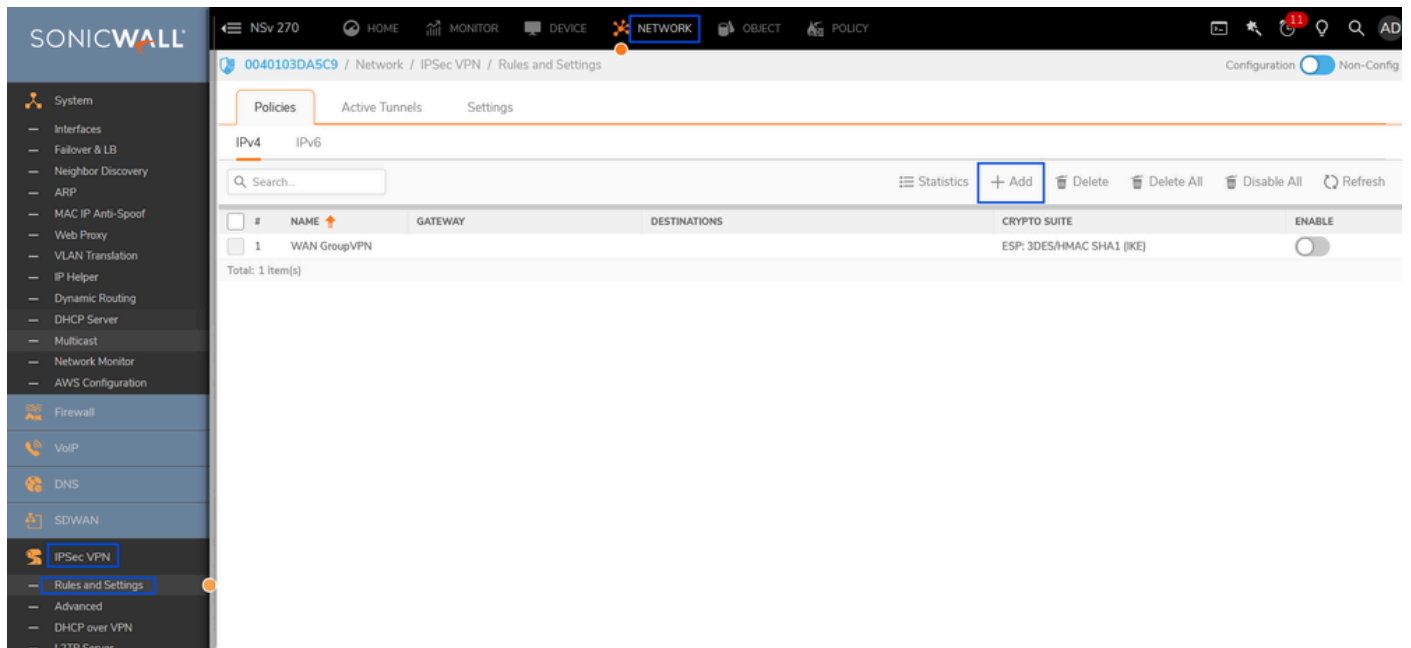 SONICWALL
NSv 270 HOME MONITOR DEVICE NETWORK OBJECT POLICY 11 AD
0040103DA5C9 / Network / IPSec VPN / Rules and Settings Configuration Non-Config
System
Interfaces
Failover & LB
Neighbor Discovery
ARP
MAC IP Anti-Spoof
Web Proxy
VLAN Translation
IP Helper
Dynamic Routing
DHCP Server
Multicast
Network Monitor
AWS Configuration
Firewall
VoIP
DNS
SDWAN
IPSec VPN
Rules and Settings
Advanced
DHCP over VPN
L2TP Server
Policies Active Tunnels Settings
IPv4 IPv6
Search... Statistics + Add Delete Delete All Disable All Refresh
# NAME GATEWAY DESTINATIONS CRYPTO SUITE ENABLE
1 WAN GroupVPN ESP: 3DES/HMAC SHA1 (IKE)
Total: 1 item(s)